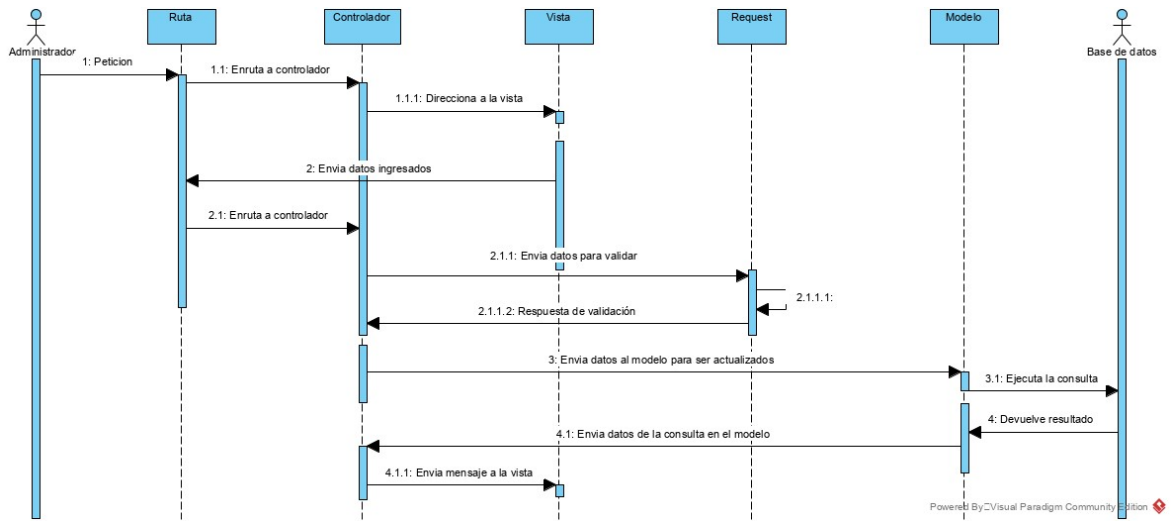 Administrador
Ruta
Controlador
Vista
Request
Modelo
Base de datos
1: Peticion
1.1: Enruta a controlador
1.1.1: Direcciona a la vista
2: Envia datos ingresados
2.1: Enruta a controlador
2.1.1: Envia datos para validar
2.1.1.1:
2.1.1.2: Respuesta de validación
3: Envia datos al modelo para ser actualizados
3.1: Ejecuta la consulta
4: Devuelve resultado
4.1: Envia datos de la consulta en el modelo
4.1.1: Envia mensaje a la vista
Powered By Visual Paradigm Community Edition